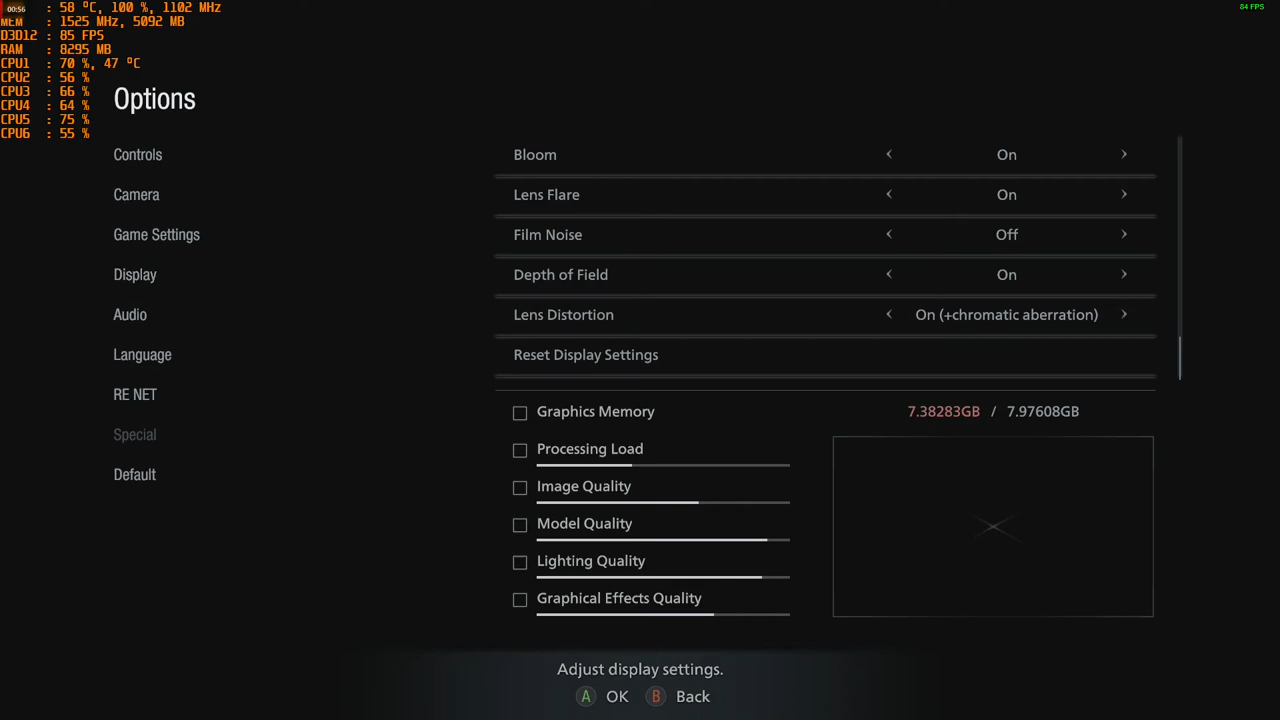 00:56 : 58 ºC, 100 %, 1102 MHz
MEM : 1525 MHz, 5092 MB
D3D12 : 85 FPS
RAM : 8295 MB
CPU1 : 70 %, 47 ºC
CPU2 : 56 %
CPU3 : 66 %
CPU4 : 64 %
CPU5 : 75 %
CPU6 : 55 %
84 FPS
Options
Controls
Camera
Game Settings
Display
Audio
Language
RE NET
Special
Default
Bloom < On >
Lens Flare < On >
Film Noise < Off >
Depth of Field < On >
Lens Distortion < On (+chromatic aberration) >
Reset Display Settings
Graphics Memory 7.38283GB / 7.97608GB
Processing Load
Image Quality
Model Quality
Lighting Quality
Graphical Effects Quality
Adjust display settings.
A OK B Back